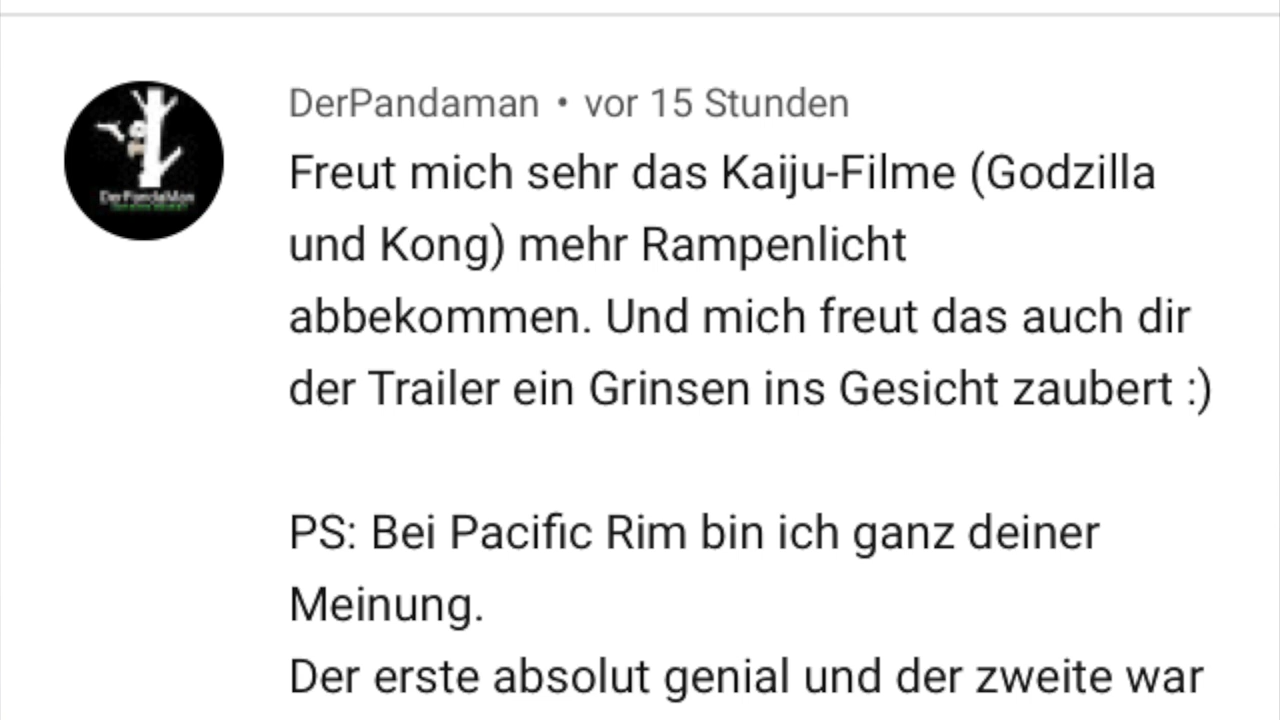 DerPandaman • vor 15 Stunden
Freut mich sehr das Kaiju-Filme (Godzilla
und Kong) mehr Rampenlicht
abbekommen. Und mich freut das auch dir
der Trailer ein Grinsen ins Gesicht zaubert :)
PS: Bei Pacific Rim bin ich ganz deiner
Meinung.
Der erste absolut genial und der zweite war
DerPandaMan